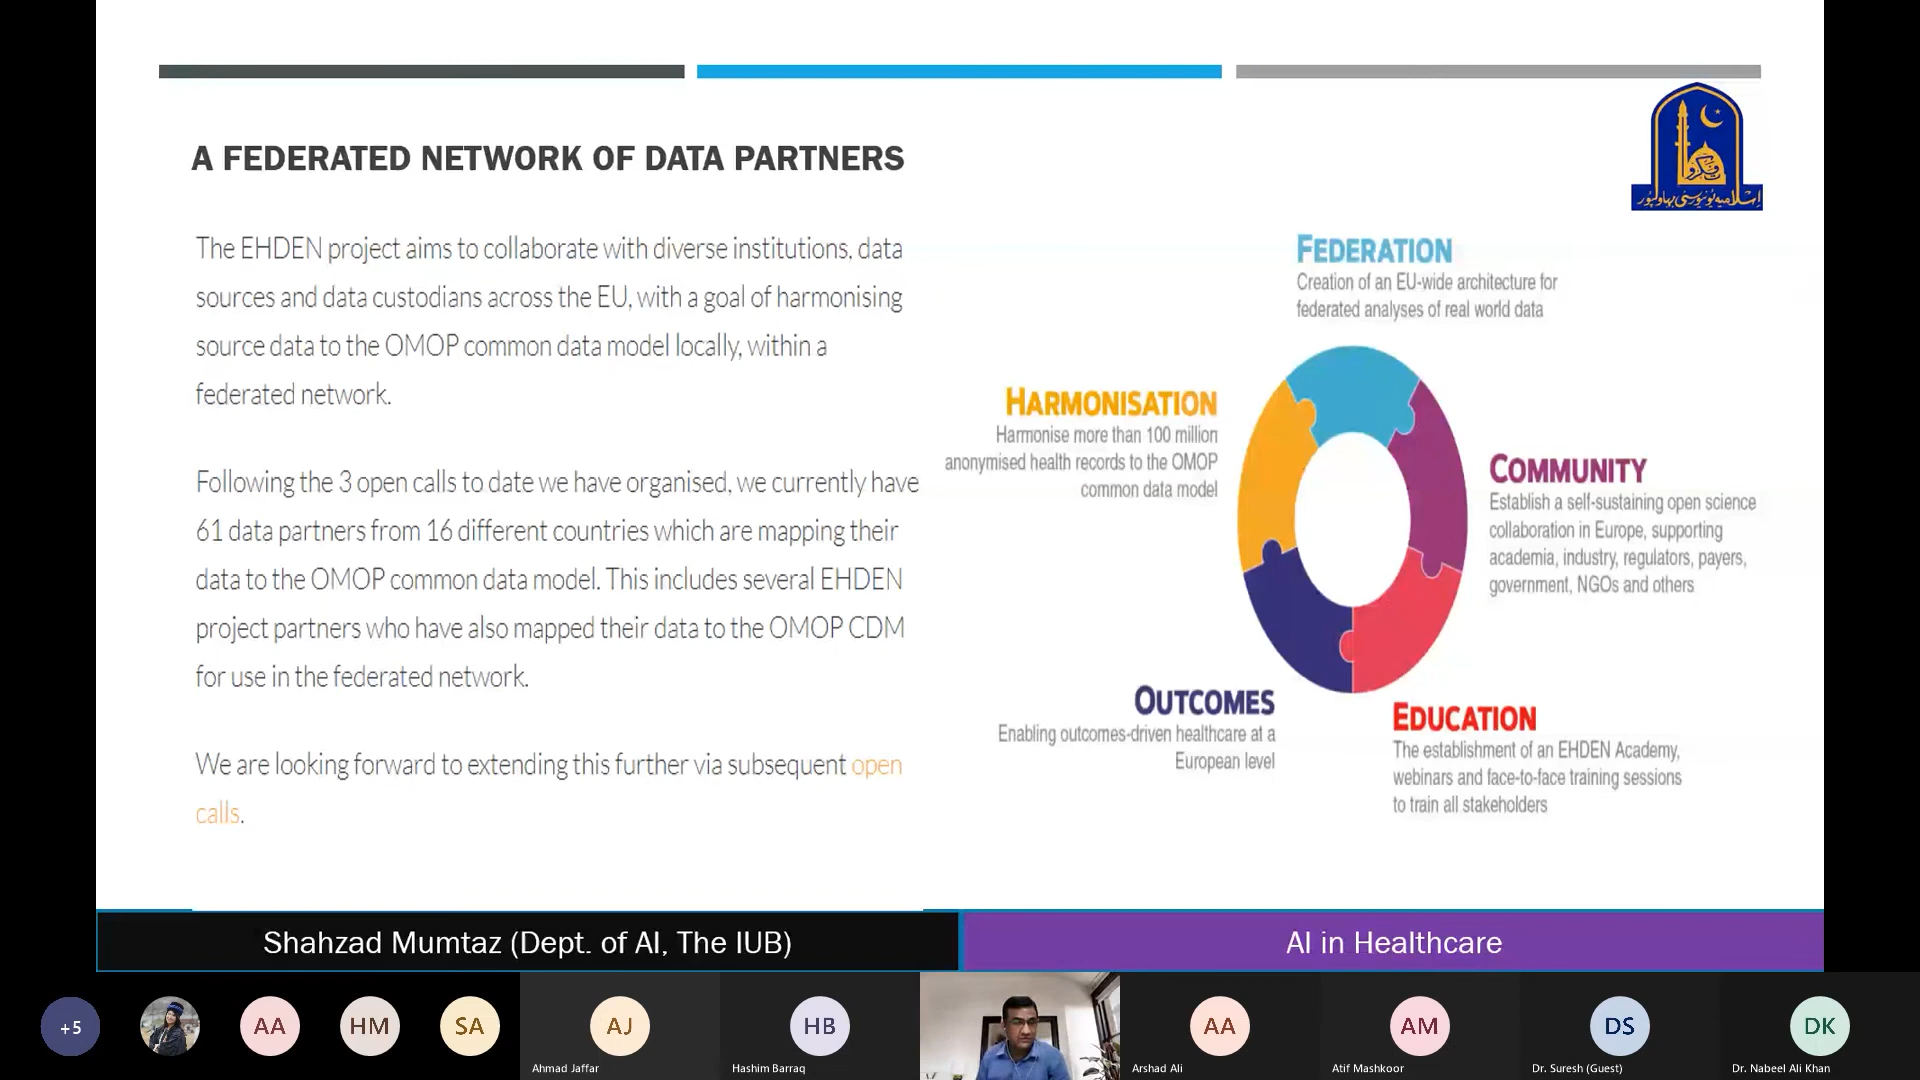 A FEDERATED NETWORK OF DATA PARTNERS
The EHDEN project aims to collaborate with diverse institutions, data
sources and data custodians across the EU, with a goal of harmonising
source data to the OMOP common data model locally, within a
federated network.
Following the 3 open calls to date we have organised, we currently have
61 data partners from 16 different countries which are mapping their
data to the OMOP common data model. This includes several EHDEN
project partners who have also mapped their data to the OMOP CDM
for use in the federated network.
We are looking forward to extending this further via subsequent open
calls.
اسلامیہ یونیورسٹی بہاولپور
FEDERATION
Creation of an EU-wide architecture for
federated analyses of real world data
HARMONISATION
Harmonise more than 100 million
anonymised health records to the OMOP
common data model
COMMUNITY
Establish a self-sustaining open science
collaboration in Europe, supporting
academia, industry, regulators, payers,
government, NGOs and others
OUTCOMES
Enabling outcomes-driven healthcare at a
European level
EDUCATION
The establishment of an EHDEN Academy,
webinars and face-to-face training sessions
to train all stakeholders
Shahzad Mumtaz (Dept. of AI, The IUB)
AI in Healthcare
+5
AA
HM
SA
AJ
Ahmad Jaffar
HB
Hashim Barraq
AA
Arshad Ali
AM
Atif Mashkoor
DS
Dr. Suresh (Guest)
DK
Dr. Nabeel Ali Khan